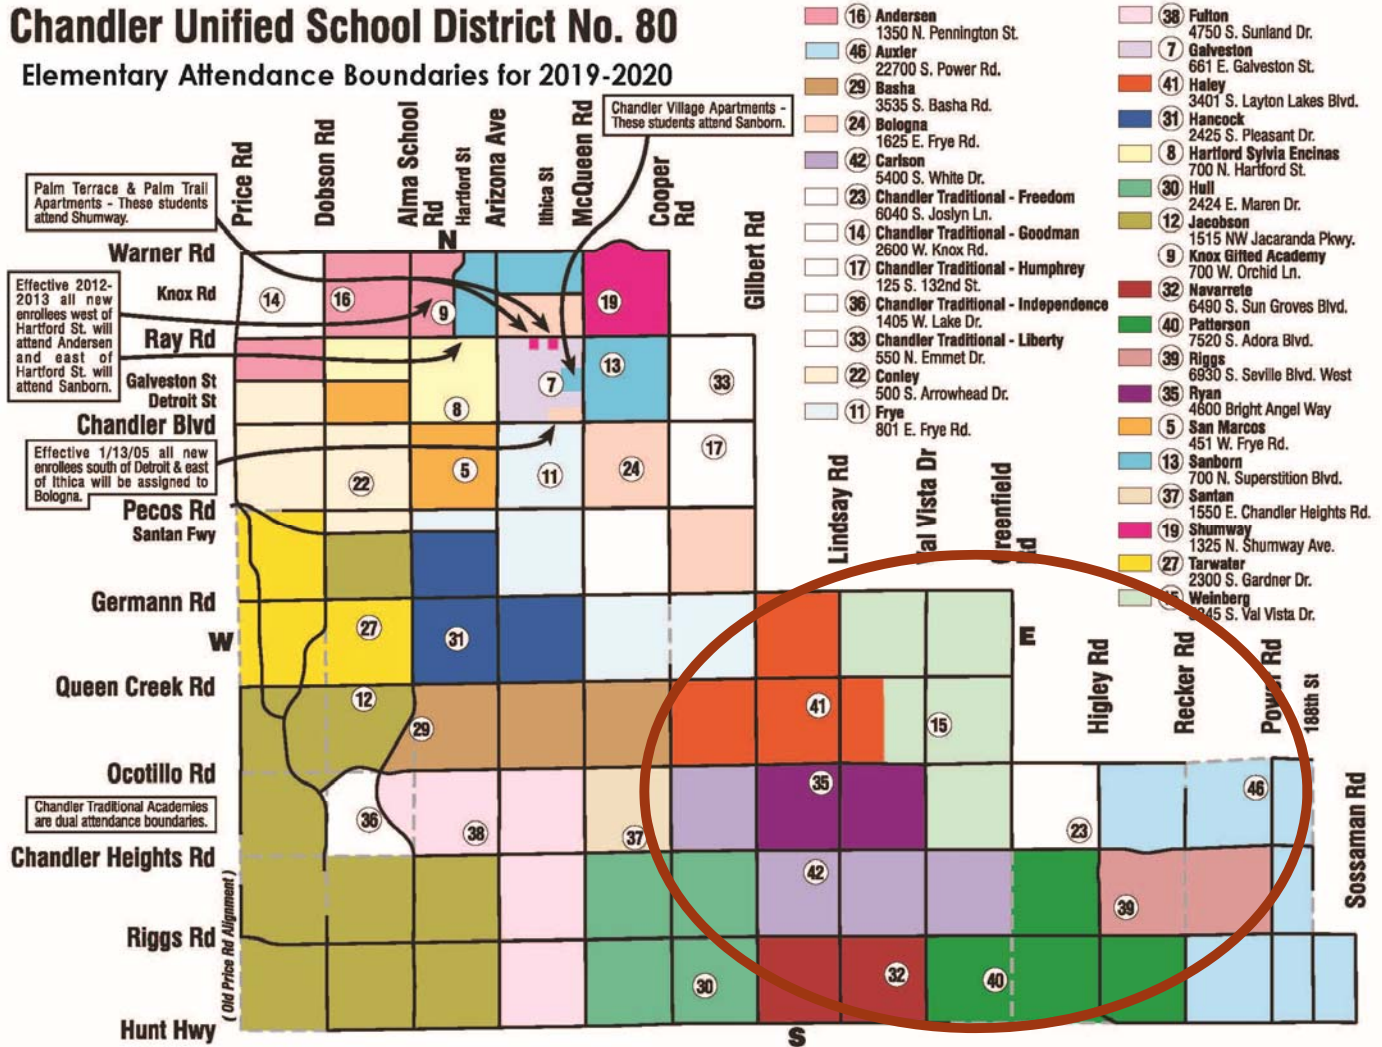 Chandler Unified School District No. 80
Elementary Attendance Boundaries for 2019-2020
Chandler Village Apartments -
These students attend Sanborn.
Palm Terrace & Palm Trail
Apartments - These students
attend Shumway.
Effective 2012-
2013 all new
enrollees west of
Hartford St. will
attend Andersen
and east of
Hartford St. will
attend Sanborn.
Effective 1/13/05 all new
enrollees south of Detroit & east
of Ithica will be assigned to
Bologna.
Chandler Traditional Academies
are dual attendance boundaries.
Price Rd
Dobson Rd
Alma School
Rd
Hartford St
Arizona Ave
Ithica St
McQueen Rd
Cooper
Rd
Gilbert Rd
Lindsay Rd
Val Vista Dr
Greenfield
Higley Rd
Recker Rd
Power Rd
188th St
Sossaman Rd
Warner Rd
Knox Rd
Ray Rd
Galveston St
Detroit St
Chandler Blvd
Pecos Rd
Santan Fwy
Germann Rd
Queen Creek Rd
Ocotillo Rd
Chandler Heights Rd
Riggs Rd
Hunt Hwy
( Old Price Rd Alignment )
N
W
E
S
14
16
9
19
13
7
33
8
5
22
11
24
17
27
31
12
29
41
15
35
46
36
38
37
23
42
39
30
32
40
16 Andersen
1350 N. Pennington St.
46 Auxier
22700 S. Power Rd.
29 Basha
3535 S. Basha Rd.
24 Bologna
1625 E. Frye Rd.
42 Carlson
5400 S. White Dr.
23 Chandler Traditional - Freedom
6040 S. Joslyn Ln.
14 Chandler Traditional - Goodman
2600 W. Knox Rd.
17 Chandler Traditional - Humphrey
125 S. 132nd St.
36 Chandler Traditional - Independence
1405 W. Lake Dr.
33 Chandler Traditional - Liberty
550 N. Emmet Dr.
22 Conley
500 S. Arrowhead Dr.
11 Frye
801 E. Frye Rd.
38 Fulton
4750 S. Sunland Dr.
7 Galveston
661 E. Galveston St.
41 Haley
3401 S. Layton Lakes Blvd.
31 Hancock
2425 S. Pleasant Dr.
8 Hartford Sylvia Encinas
700 N. Hartford St.
30 Hull
2424 E. Maren Dr.
12 Jacobson
1515 NW Jacaranda Pkwy.
9 Knox Gifted Academy
700 W. Orchid Ln.
32 Navarrete
6490 S. Sun Groves Blvd.
40 Patterson
7520 S. Adora Blvd.
39 Riggs
6930 S. Seville Blvd. West
35 Ryan
4600 Bright Angel Way
5 San Marcos
451 W. Frye Rd.
13 Sanborn
700 N. Superstition Blvd.
37 Santan
1550 E. Chandler Heights Rd.
19 Shumway
1325 N. Shumway Ave.
27 Tarwater
2300 S. Gardner Dr.
15 Weinberg
S. Val Vista Dr.